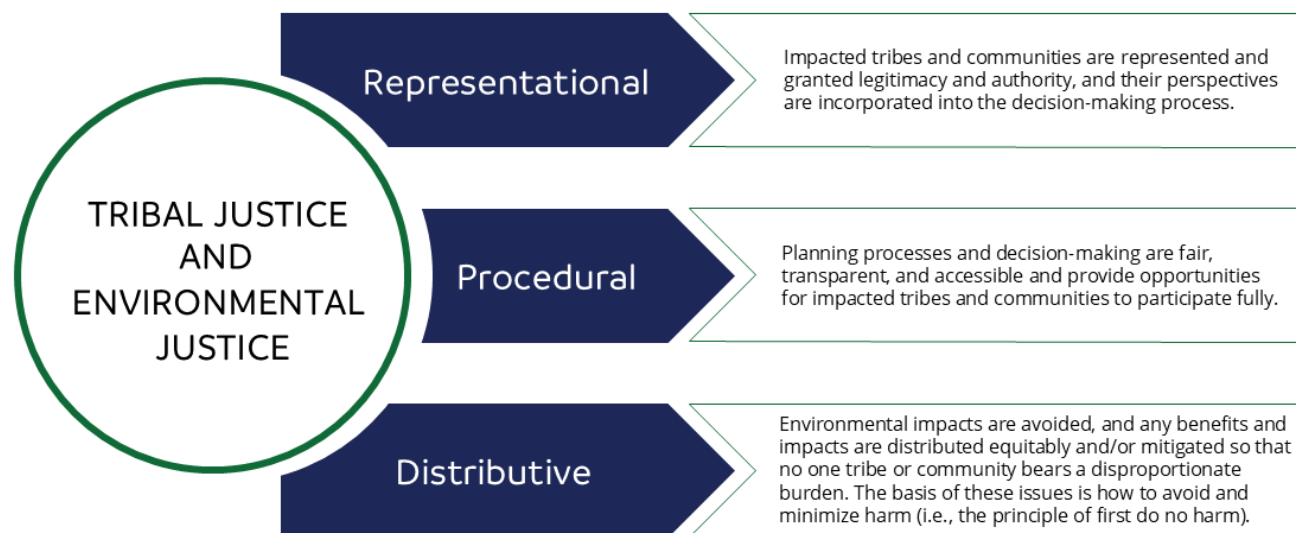 TRIBAL JUSTICE
AND
ENVIRONMENTAL
JUSTICE
Representational
Impacted tribes and communities are represented and
granted legitimacy and authority, and their perspectives
are incorporated into the decision-making process.
Procedural
Planning processes and decision-making are fair,
transparent, and accessible and provide opportunities
for impacted tribes and communities to participate fully.
Distributive
Environmental impacts are avoided, and any benefits and
impacts are distributed equitably and/or mitigated so that
no one tribe or community bears a disproportionate
burden. The basis of these issues is how to avoid and
minimize harm (i.e., the principle of first do no harm).